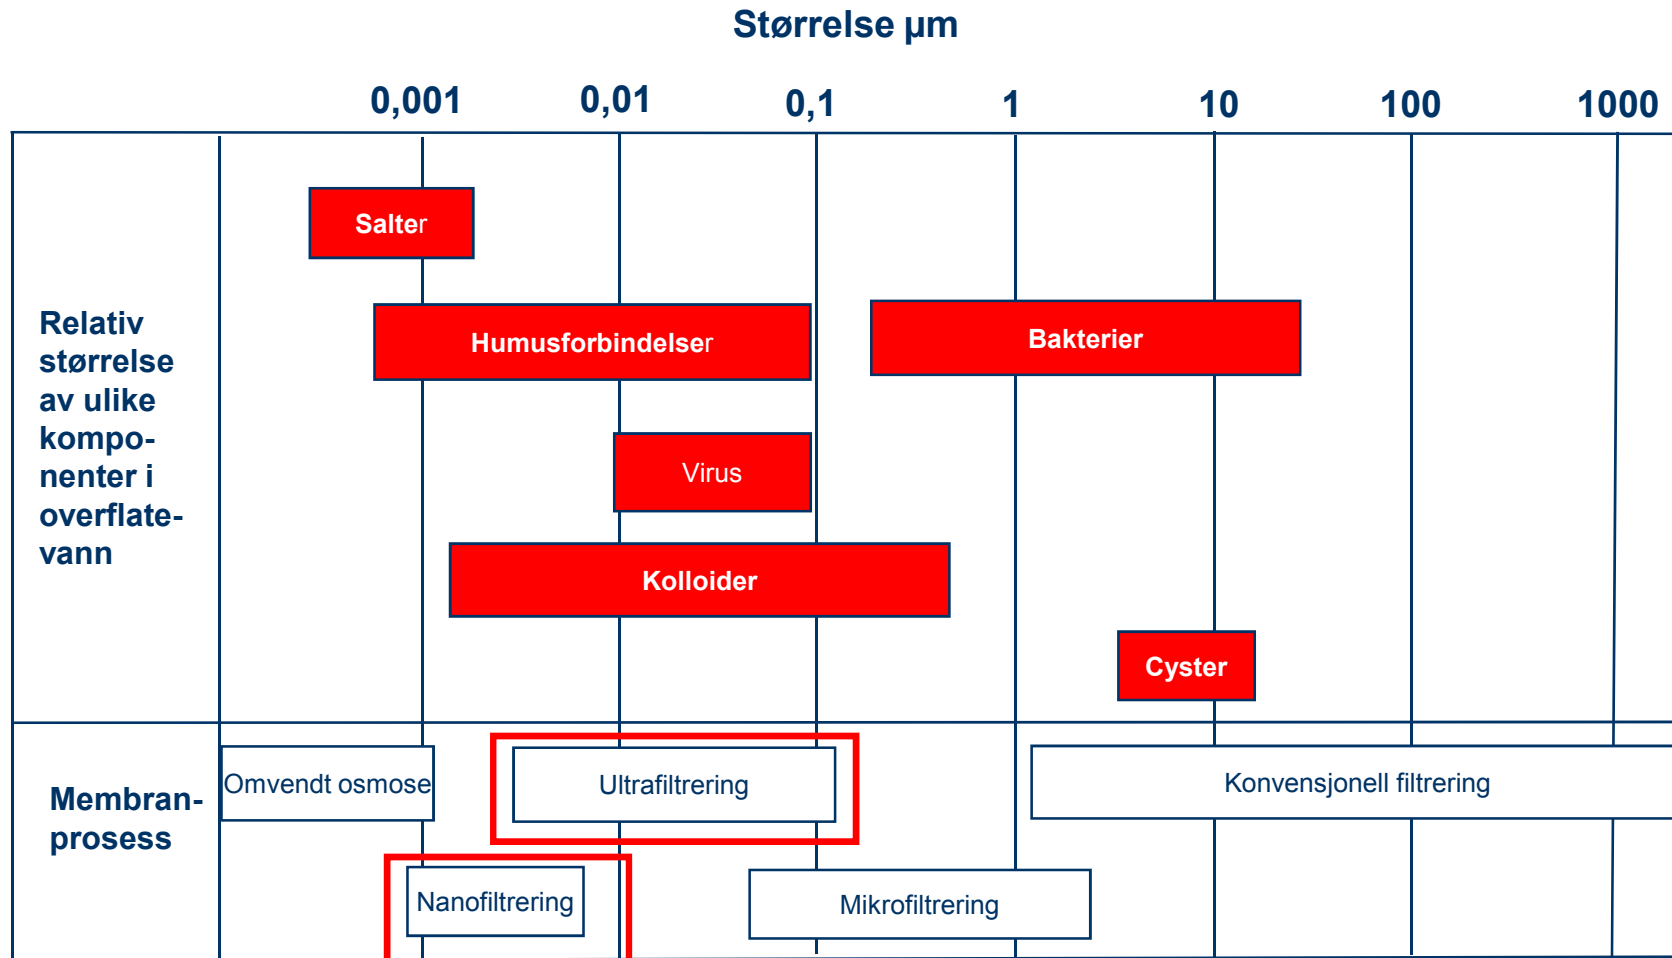 Størrelse µm
0,001 0,01 0,1 1 10 100 1000
Relativ
størrelse
av ulike
kompo-
nenter i
overflate-
vann
Salter
Humusforbindelser
Bakterier
Virus
Kolloider
Cyster
Membran-
prosess
Omvendt osmose
Ultrafiltrering
Konvensjonell filtrering
Nanofiltrering
Mikrofiltrering